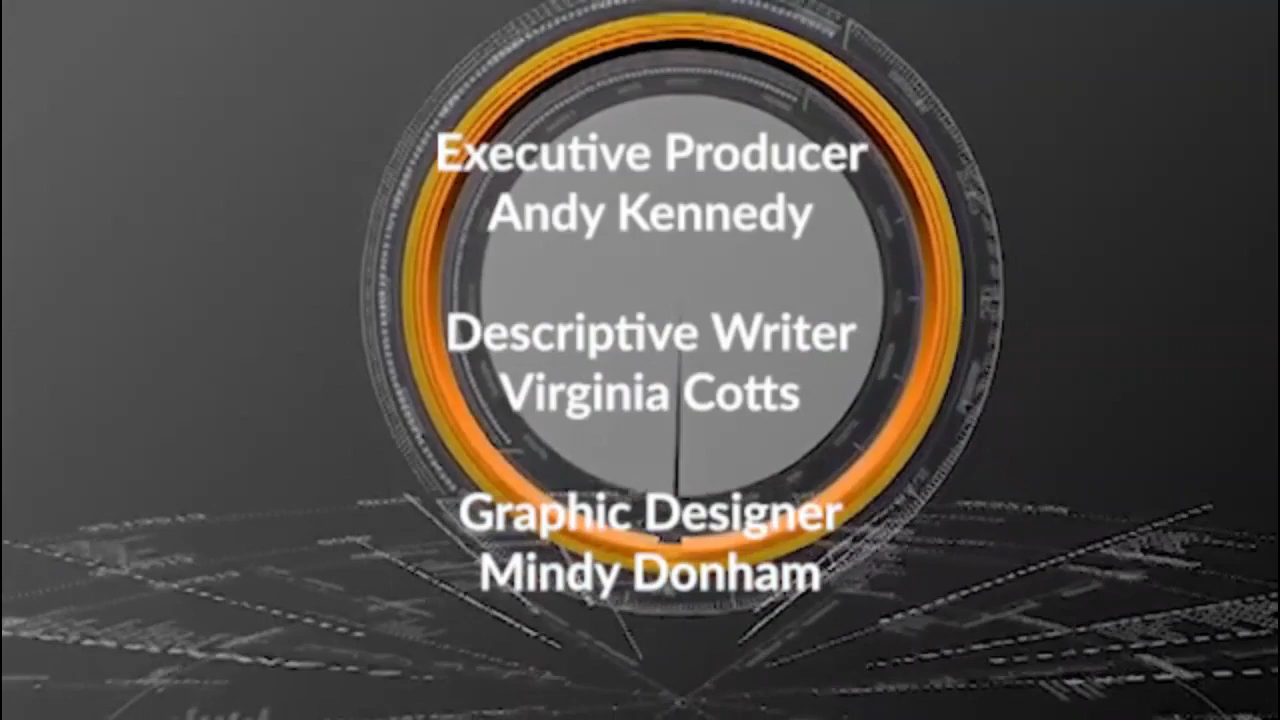 Executive Producer
Andy Kennedy
Descriptive Writer
Virginia Cotts
Graphic Designer
Mindy Donham